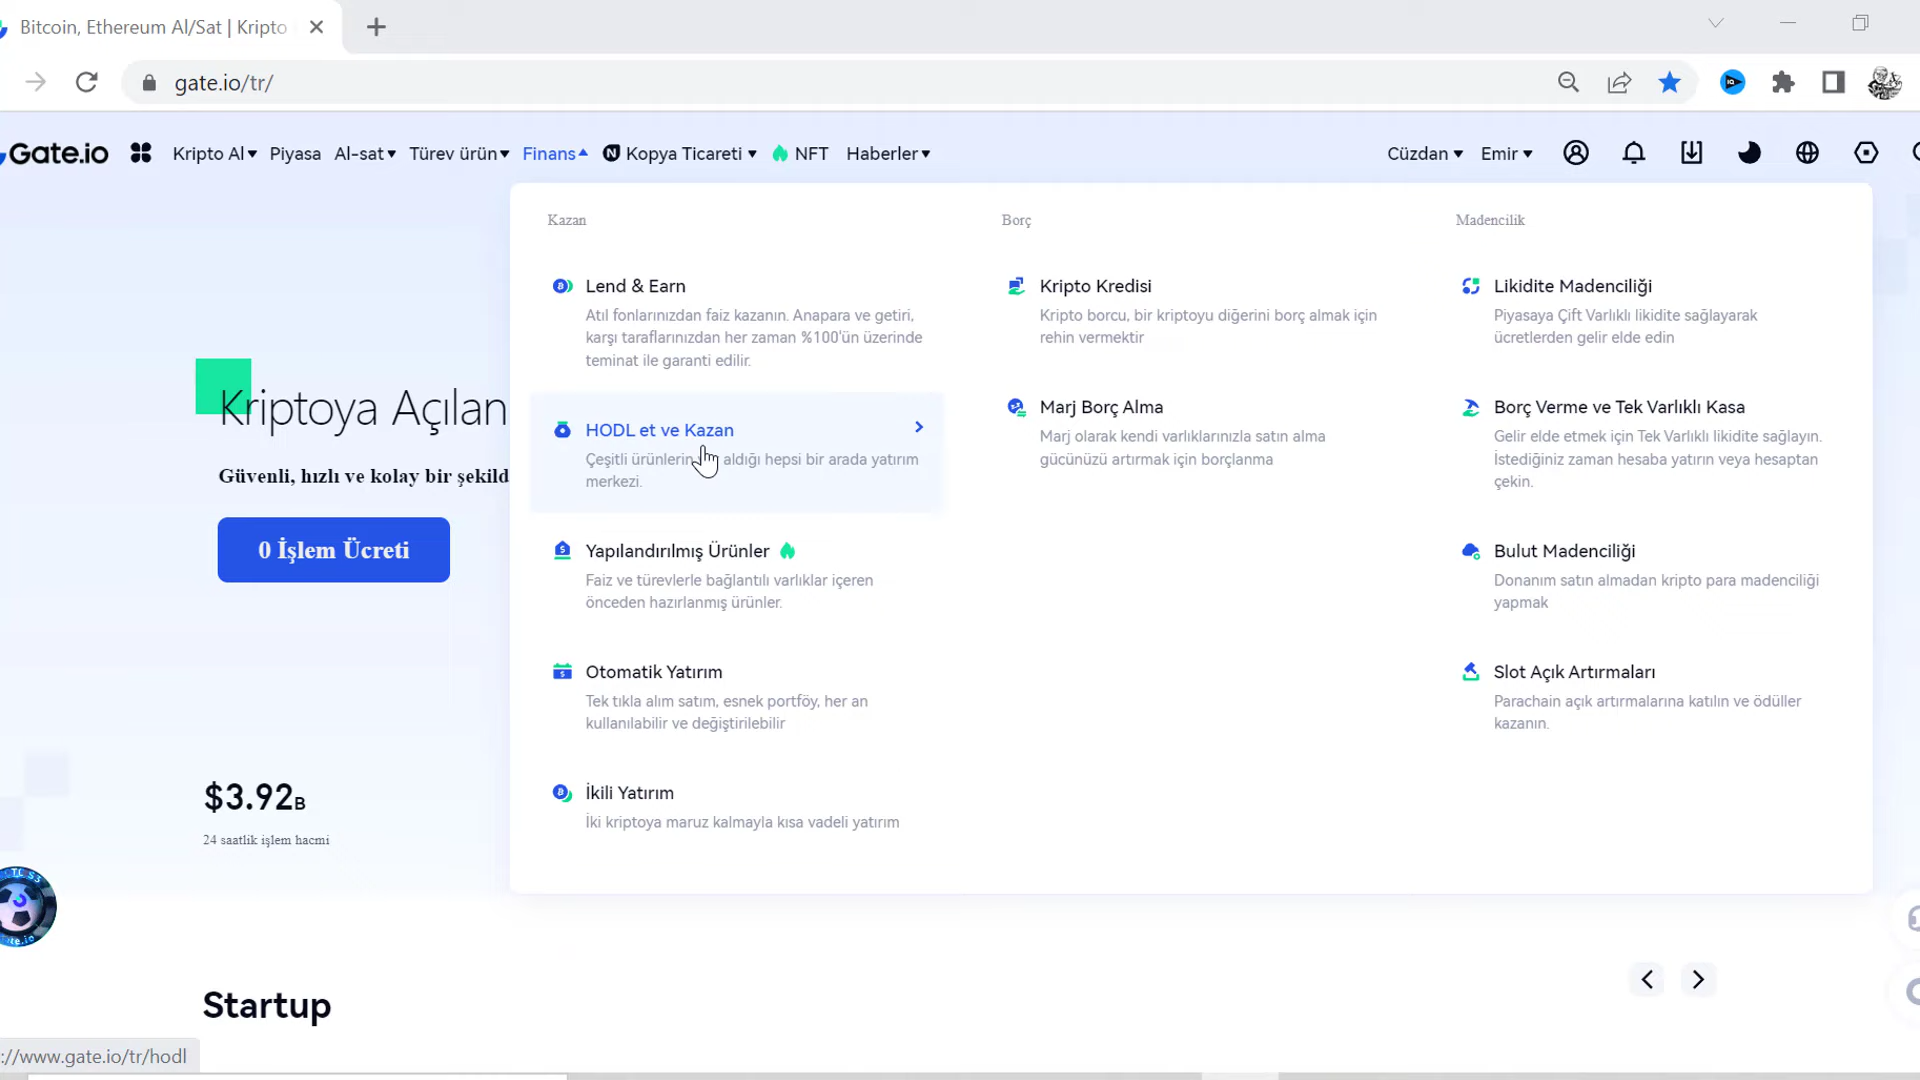 Bitcoin, Ethereum Al/Sat | Kripto
gate.io/tr/
Gate.io
Kripto Al
Piyasa
Al-sat
Türev ürün
Finans
Kopya Ticareti
NFT
Haberler
Cüzdan
Emir
Kriptoya Açılan
Güvenli, hızlı ve kolay bir şekild
0 İşlem Ücreti
$3.92B
24 saatlik işlem hacmi
Kazan
Lend & Earn
Atıl fonlarınızdan faiz kazanın. Anapara ve getiri,
karşı taraflarınızdan her zaman %100'ün üzerinde
teminat ile garanti edilir.
HODL et ve Kazan
Çeşitli ürünlerin aldığı hepsi bir arada yatırım
merkezi.
Yapılandırılmış Ürünler
Faiz ve türevlerle bağlantılı varlıklar içeren
önceden hazırlanmış ürünler.
Otomatik Yatırım
Tek tıkla alım satım, esnek portföy, her an
kullanılabilir ve değiştirilebilir
İkili Yatırım
İki kriptoya maruz kalmayla kısa vadeli yatırım
Borç
Kripto Kredisi
Kripto borcu, bir kriptoyu diğerini borç almak için
rehin vermektir
Marj Borç Alma
Marj olarak kendi varlıklarınızla satın alma
gücünüzü artırmak için borçlanma
Madencilik
Likidite Madenciliği
Piyasaya Çift Varlıklı likidite sağlayarak
ücretlerden gelir elde edin
Borç Verme ve Tek Varlıklı Kasa
Gelir elde etmek için Tek Varlıklı likidite sağlayın.
İstediğiniz zaman hesaba yatırın veya hesaptan
çekin.
Bulut Madenciliği
Donanım satın almadan kripto para madenciliği
yapmak
Slot Açık Artırmaları
Parachain açık artırmalarına katılın ve ödüller
kazanın.
Startup
://www.gate.io/tr/hodl